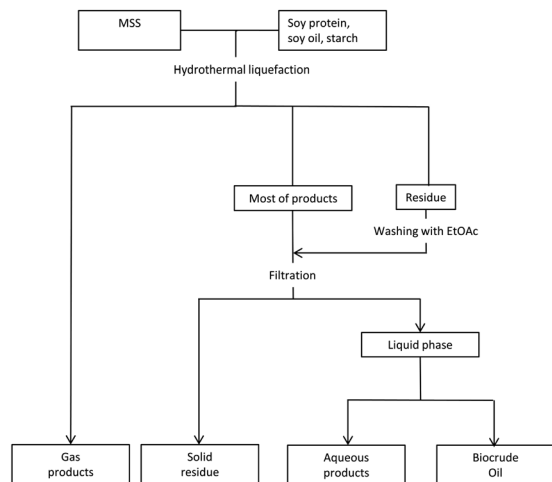 MSS
Soy protein,
soy oil, starch
Hydrothermal liquefaction
Most of products
Residue
Washing with EtOAc
Filtration
Liquid phase
Gas
products
Solid
residue
Aqueous
products
Biocrude
Oil